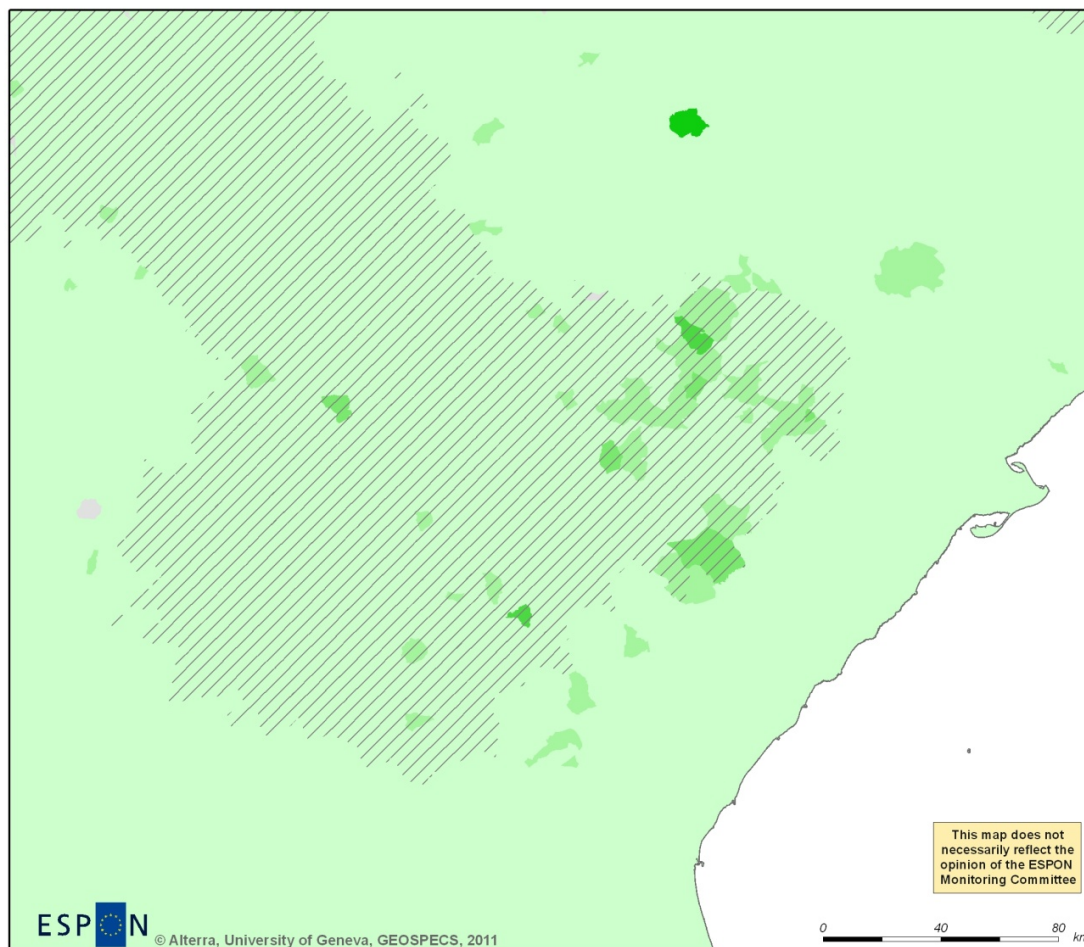 This map does not
necessarily reflect the
opinion of the ESPON
Monitoring Committee
ESPON
© Alterra, University of Geneva, GEOSPECS, 2011
0 40 80
km